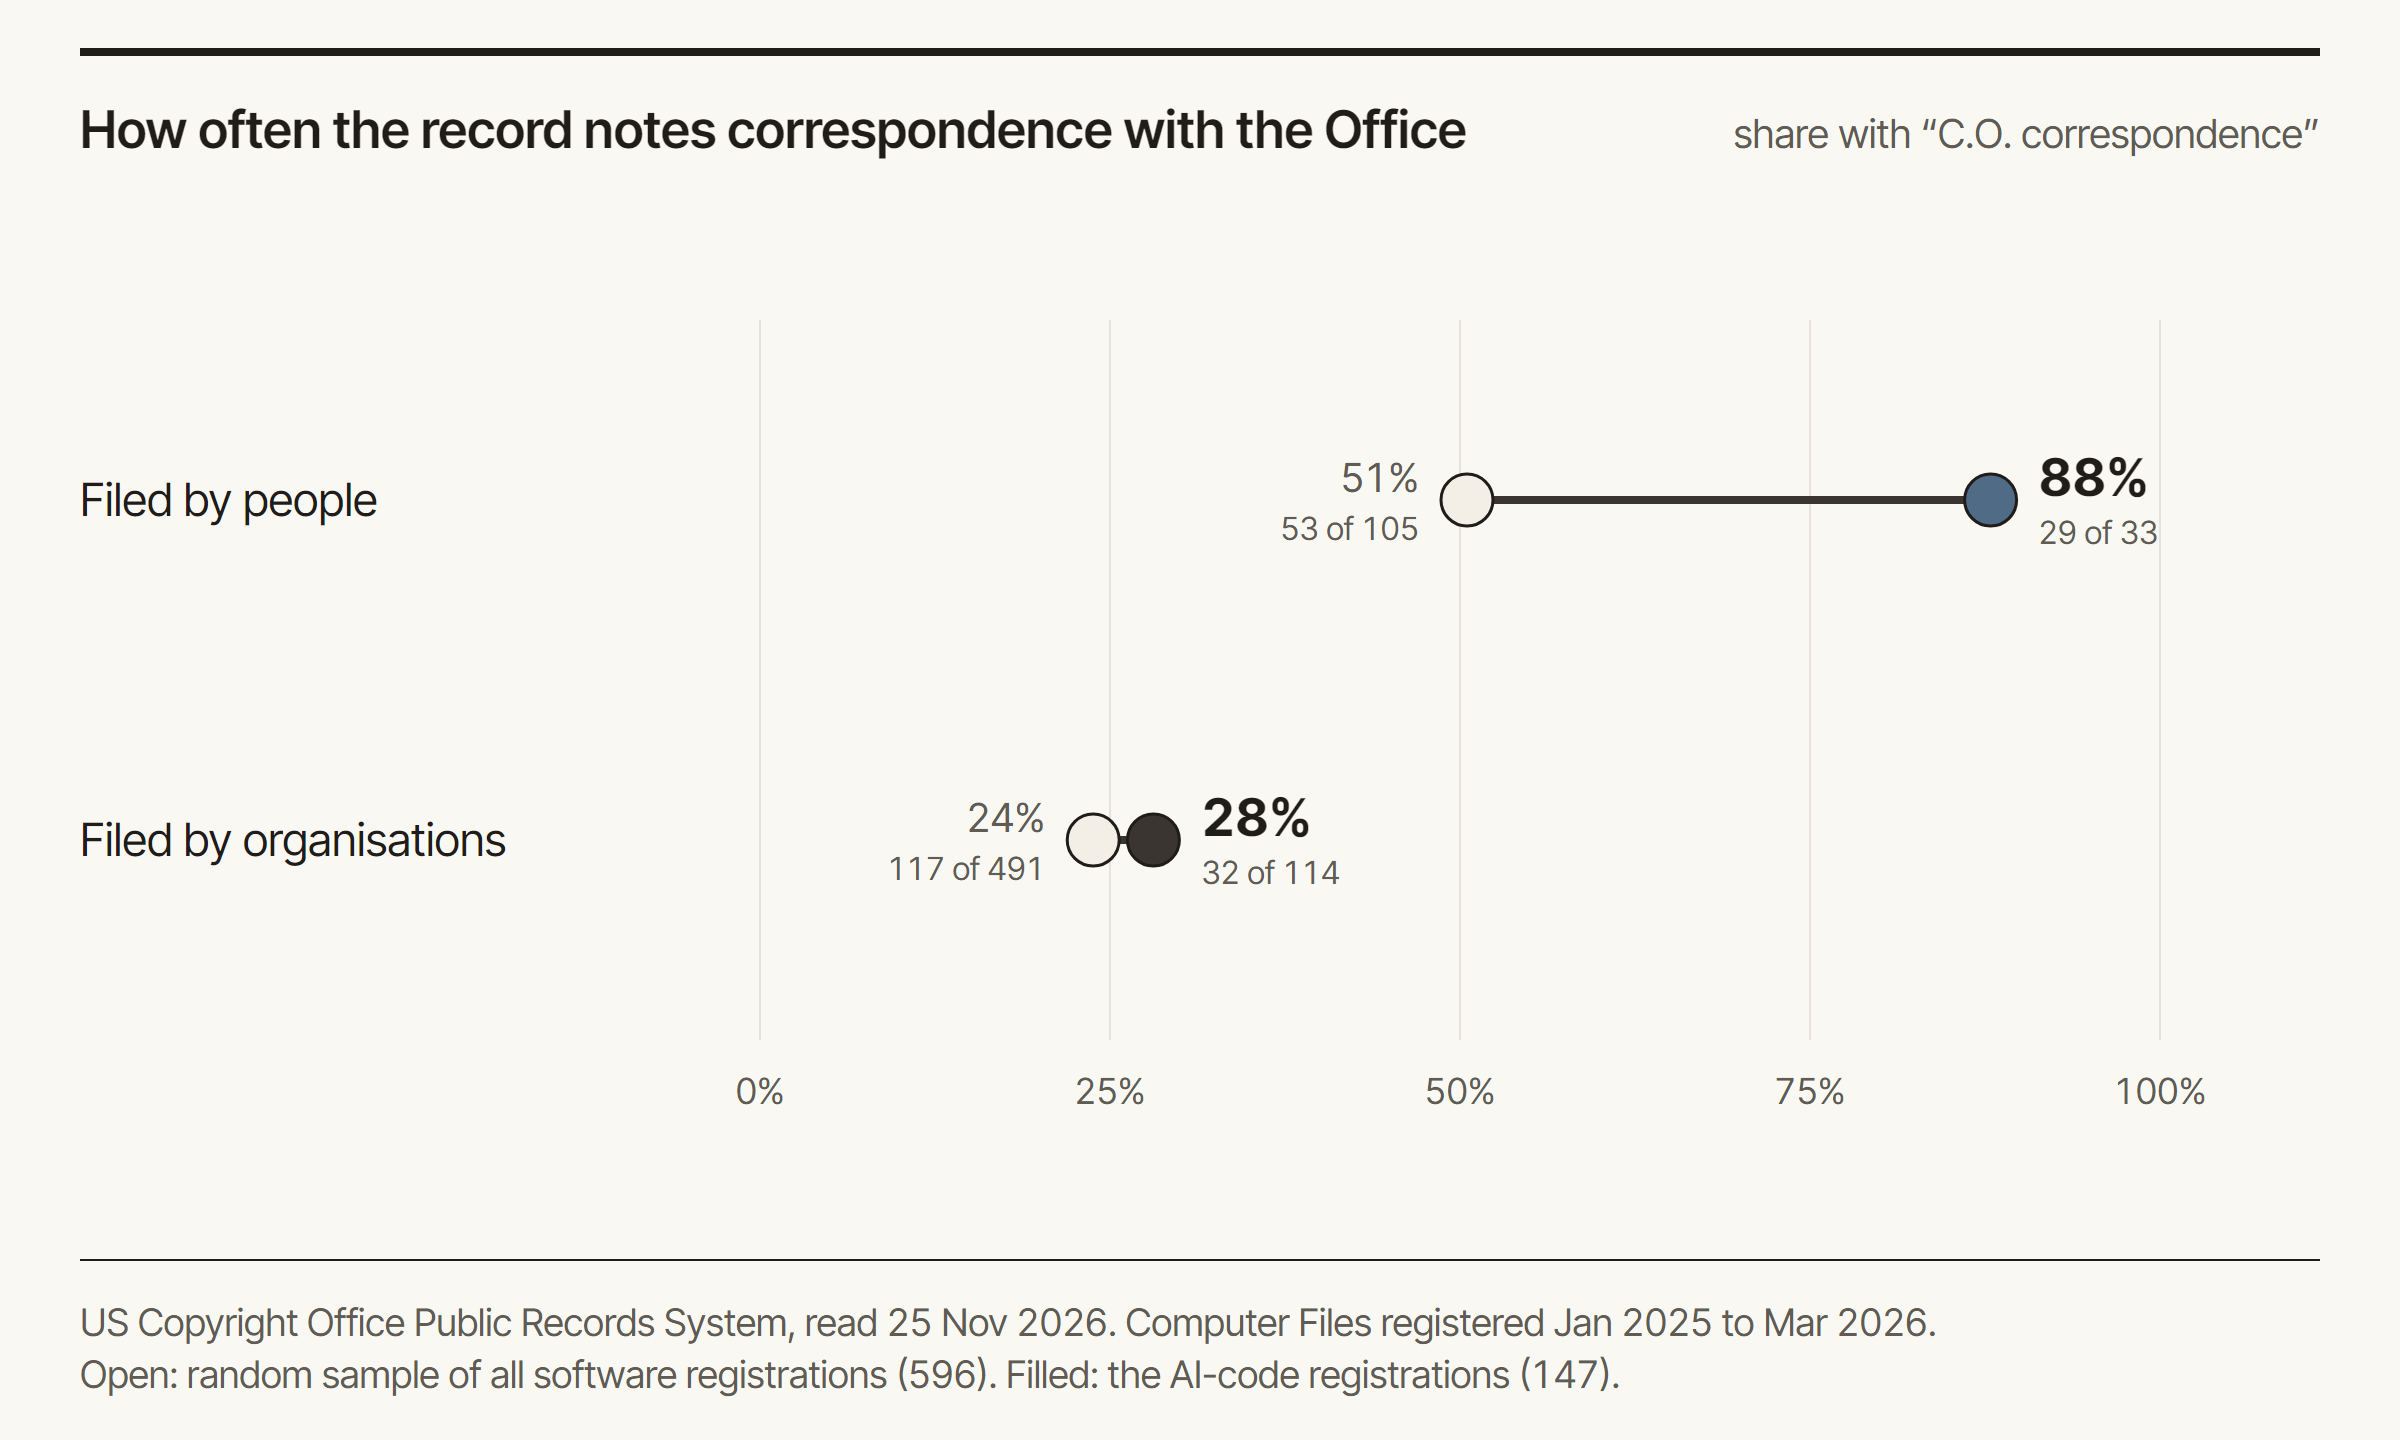 How often the record notes correspondence with the Office
share with “C.O. correspondence”
Filed by people
51%
53 of 105
88%
29 of 33
Filed by organisations
24%
117 of 491
28%
32 of 114
0%
25%
50%
75%
100%
US Copyright Office Public Records System, read 25 Nov 2026. Computer Files registered Jan 2025 to Mar 2026.
Open: random sample of all software registrations (596). Filled: the AI-code registrations (147).